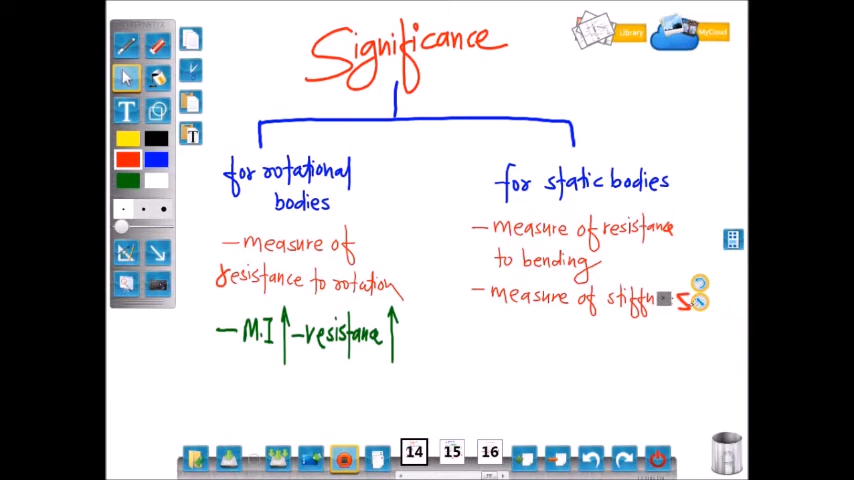 Library
MyCloud
Significance
for rotational
bodies
for static bodies
- measure of
resistance to rotation
- M.I ↑ - resistance ↑
- measure of resistance
to bending
- measure of stiffn
T
T
14
15
16